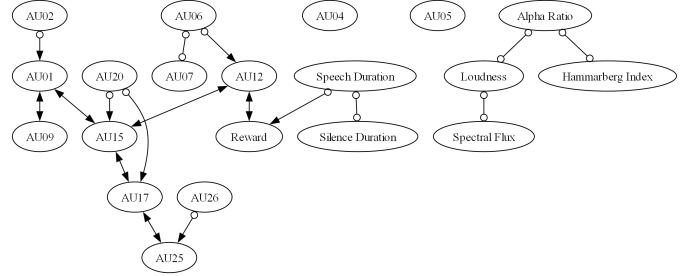 AU02
AU06
AU04
AU05
Alpha Ratio
AU01
AU20
AU07
AU12
Speech Duration
Loudness
Hammarberg Index
AU09
AU15
Reward
Silence Duration
Spectral Flux
AU17
AU26
AU25